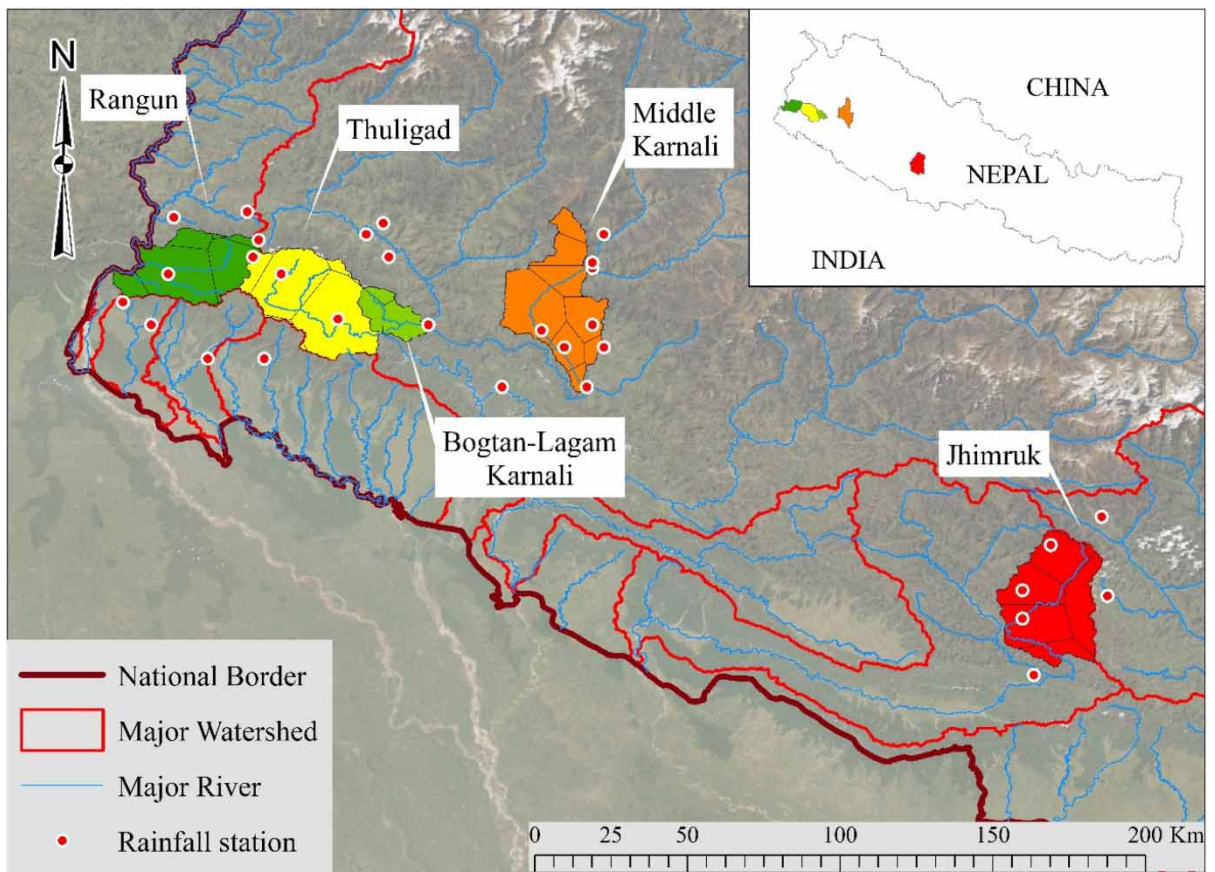 N
Rangun
Thuligad
Middle
Karnali
CHINA
NEPAL
INDIA
Bogtan-Lagam
Karnali
Jhimruk
National Border
Major Watershed
Major River
Rainfall station
0 25 50 100 150 200 Km